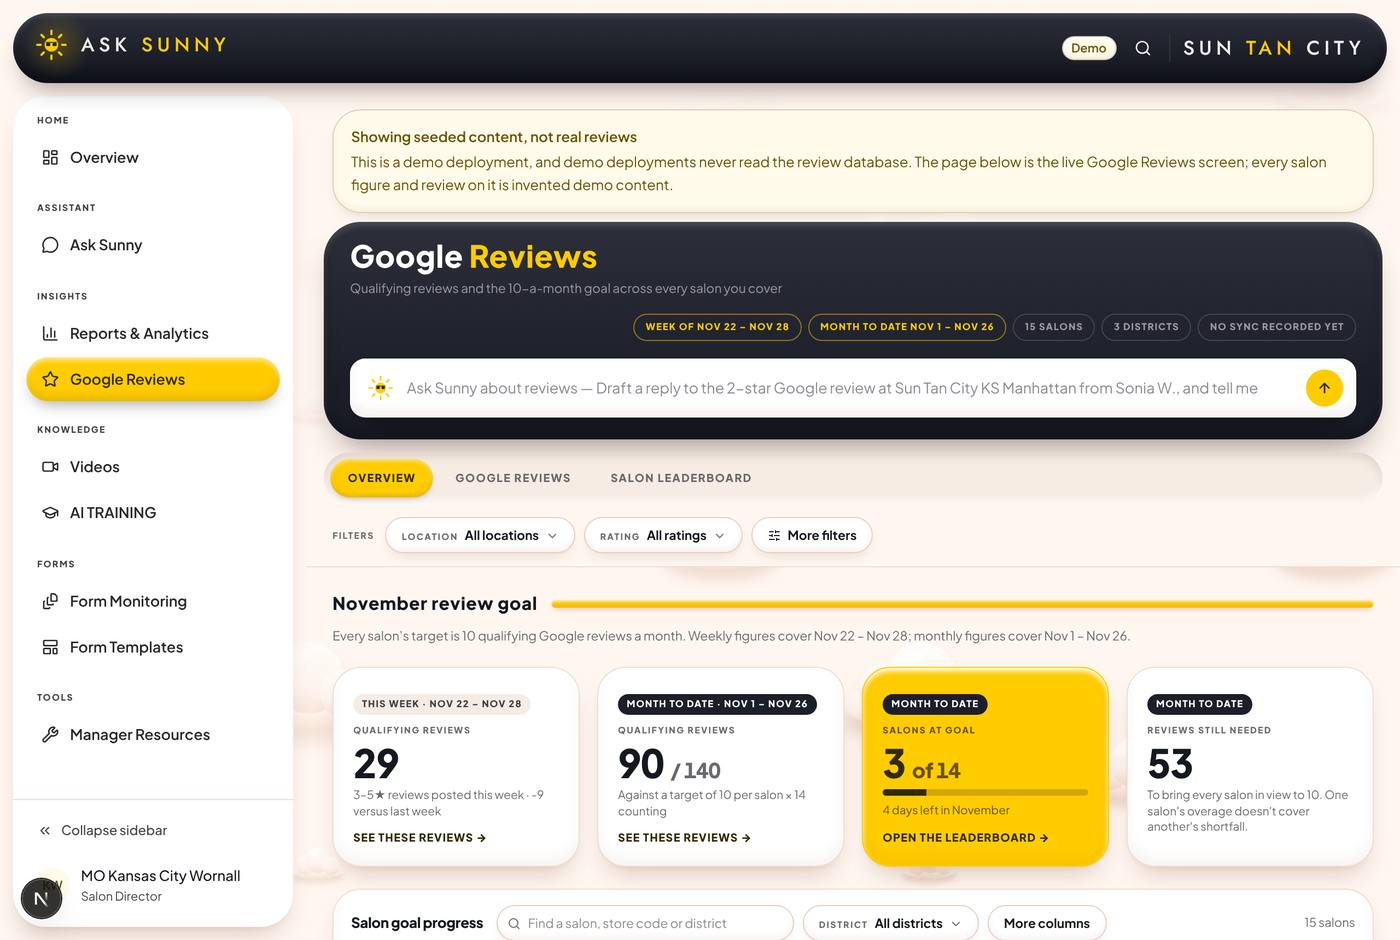 ASK SUNNY
Demo
SUN TAN CITY
HOME
Overview
ASSISTANT
Ask Sunny
INSIGHTS
Reports & Analytics
Google Reviews
KNOWLEDGE
Videos
AI TRAINING
FORMS
Form Monitoring
Form Templates
TOOLS
Manager Resources
Collapse sidebar
MO Kansas City Wornall
Salon Director
N
Showing seeded content, not real reviews
This is a demo deployment, and demo deployments never read the review database. The page below is the live Google Reviews screen; every salon
figure and review on it is invented demo content.
Google Reviews
Qualifying reviews and the 10-a-month goal across every salon you cover
WEEK OF NOV 22 – NOV 28
MONTH TO DATE NOV 1 – NOV 26
15 SALONS
3 DISTRICTS
NO SYNC RECORDED YET
Ask Sunny about reviews — Draft a reply to the 2-star Google review at Sun Tan City KS Manhattan from Sonia W., and tell me
OVERVIEW
GOOGLE REVIEWS
SALON LEADERBOARD
FILTERS
LOCATION All locations
RATING All ratings
More filters
November review goal
Every salon's target is 10 qualifying Google reviews a month. Weekly figures cover Nov 22 – Nov 28; monthly figures cover Nov 1 – Nov 26.
THIS WEEK · NOV 22 – NOV 28
QUALIFYING REVIEWS
29
3–5★ reviews posted this week · -9
versus last week
SEE THESE REVIEWS →
MONTH TO DATE · NOV 1 – NOV 26
QUALIFYING REVIEWS
90 / 140
Against a target of 10 per salon × 14
counting
SEE THESE REVIEWS →
MONTH TO DATE
SALONS AT GOAL
3 of 14
4 days left in November
OPEN THE LEADERBOARD →
MONTH TO DATE
REVIEWS STILL NEEDED
53
To bring every salon in view to 10. One
salon's overage doesn't cover
another's shortfall.
Salon goal progress
Find a salon, store code or district
DISTRICT All districts
More columns
15 salons